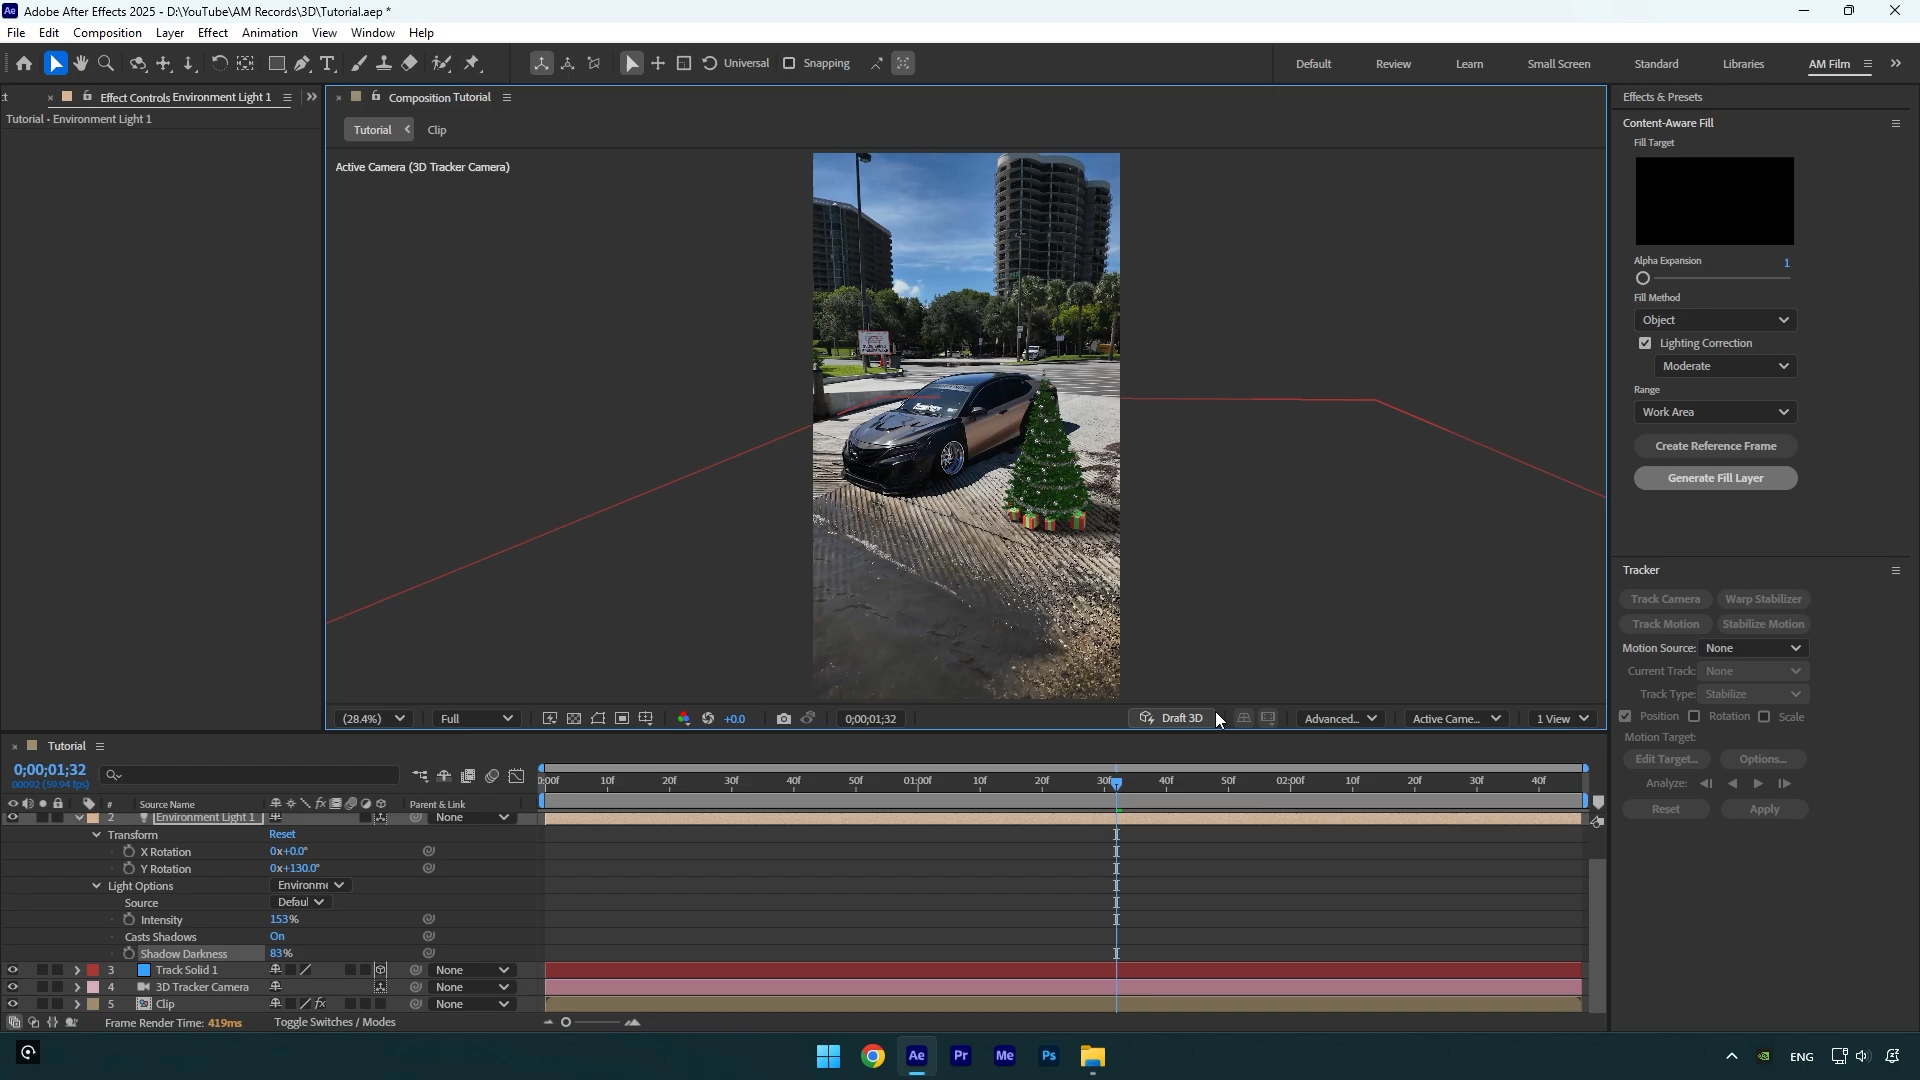 Adobe After Effects 2025 - D:\YouTube\AM Records\3D\Tutorial.aep *
File Edit Composition Layer Effect Animation View Window Help
Universal Snapping Default Review Learn Small Screen Standard Libraries AM Film
Effect Controls Environment Light 1
Tutorial - Environment Light 1
Composition Tutorial
Tutorial Clip
Active Camera (3D Tracker Camera)
Effects & Presets
Content-Aware Fill
Fill Target
Alpha Expansion 1
Fill Method
Object
Lighting Correction
Moderate
Range
Work Area
Create Reference Frame
Generate Fill Layer
Tracker
Track Camera Warp Stabilizer
Track Motion Stabilize Motion
Motion Source: None
Current Track: None
Track Type: Stabilize
Position Rotation Scale
Motion Target:
Edit Target... Options...
Analyze:
Reset Apply
(28.4%) Full +0.0 0;00;01;32 Draft 3D Advanced... Active Came... 1 View
Tutorial
0;00;01;32
00092 (59.94 fps)
0:00f 10f 20f 30f 40f 50f 01:00f 10f 20f 30f 40f 50f 02:00f 10f 20f 30f 40f
# Source Name Parent & Link
2 Environment Light 1 None
Transform Reset
X Rotation 0x+0.0°
Y Rotation 0x+130.0°
Light Options Environme
Source Defaul
Intensity 153%
Casts Shadows On
Shadow Darkness 83%
3 Track Solid 1 None
4 3D Tracker Camera None
5 Clip fx None
Frame Render Time: 419ms Toggle Switches / Modes
Ae Pr Me Ps ENG